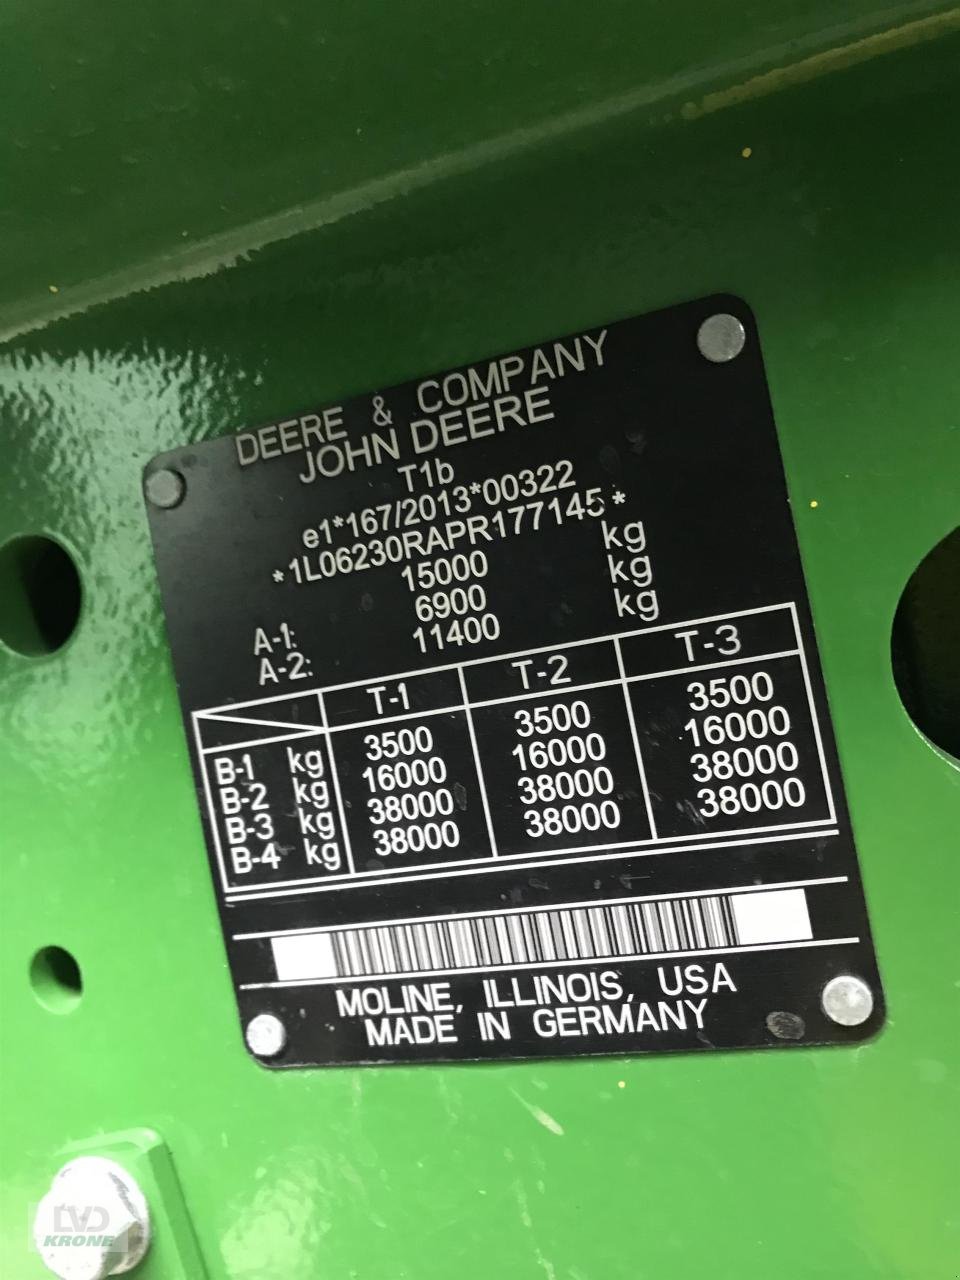 DEERE & COMPANY
JOHN DEERE
T1b
e1*167/2013*00322
*1L06230RAPR177145*
15000 kg
A-1: 6900 kg
A-2: 11400 kg
T-1 T-2 T-3
B-1 kg 3500 3500 3500
B-2 kg 16000 16000 16000
B-3 kg 38000 38000 38000
B-4 kg 38000 38000 38000
MOLINE, ILLINOIS, USA
MADE IN GERMANY
LVD
KRONE